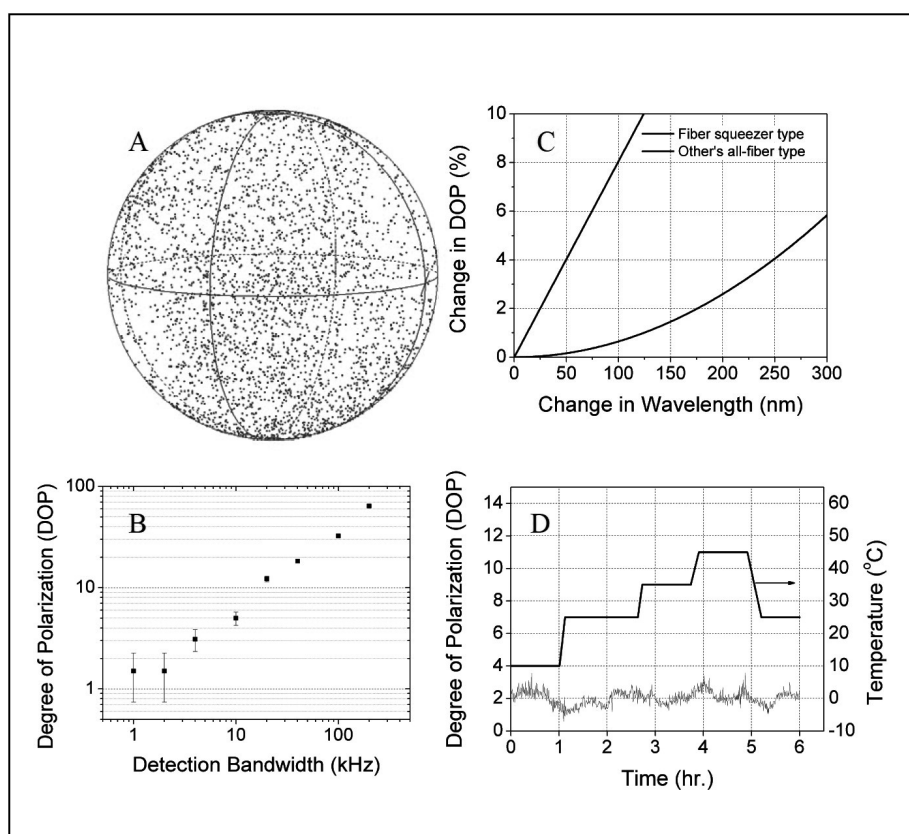 A
C
Fiber squeezer type
Other's all-fiber type
Change in DOP (%)
10
8
6
4
2
0
0 50 100 150 200 250 300
Change in Wavelength (nm)
B
Degree of Polarization (DOP)
100
10
1
1 10 100
Detection Bandwidth (kHz)
D
Degree of Polarization (DOP)
14
12
10
8
6
4
2
0
0 1 2 3 4 5 6
Time (hr.)
60
50
40
30
20
10
0
-10
Temperature (°C)